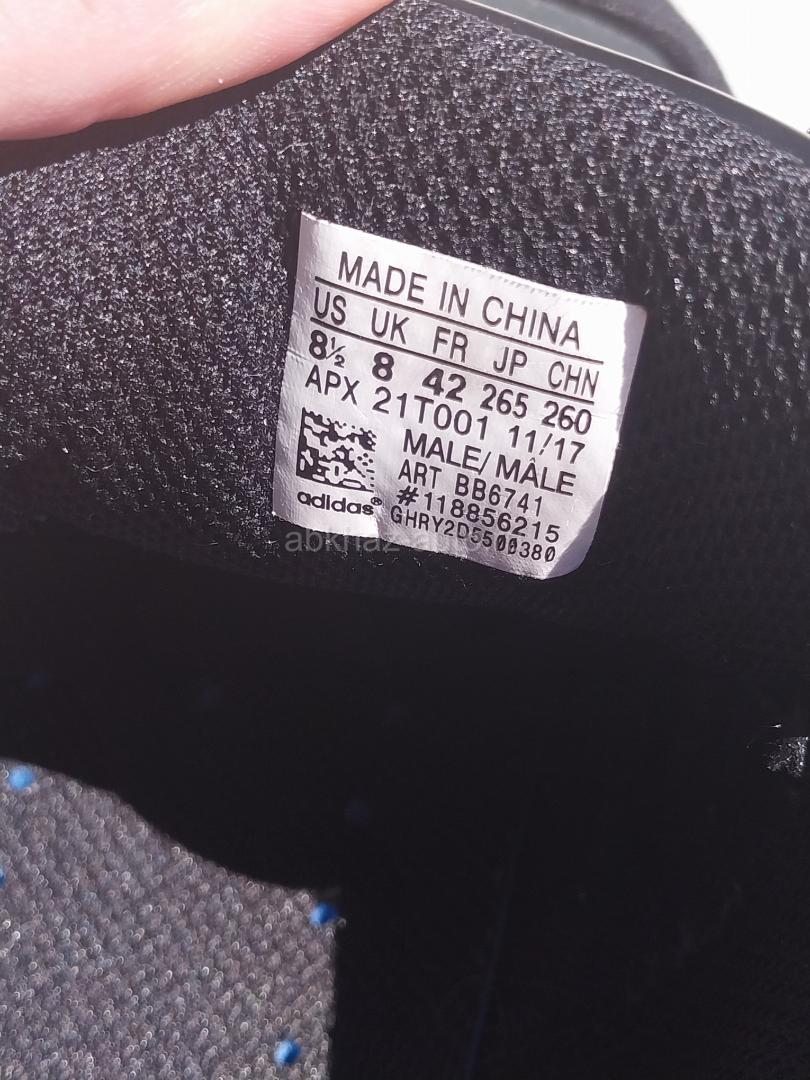 MADE IN CHINA
US UK FR JP CHN
8½ 8 42 265 260
APX 21T001 11/17
MALE/MÂLE
ART BB6741
#118856215
adidas®
GHRY2D5500380